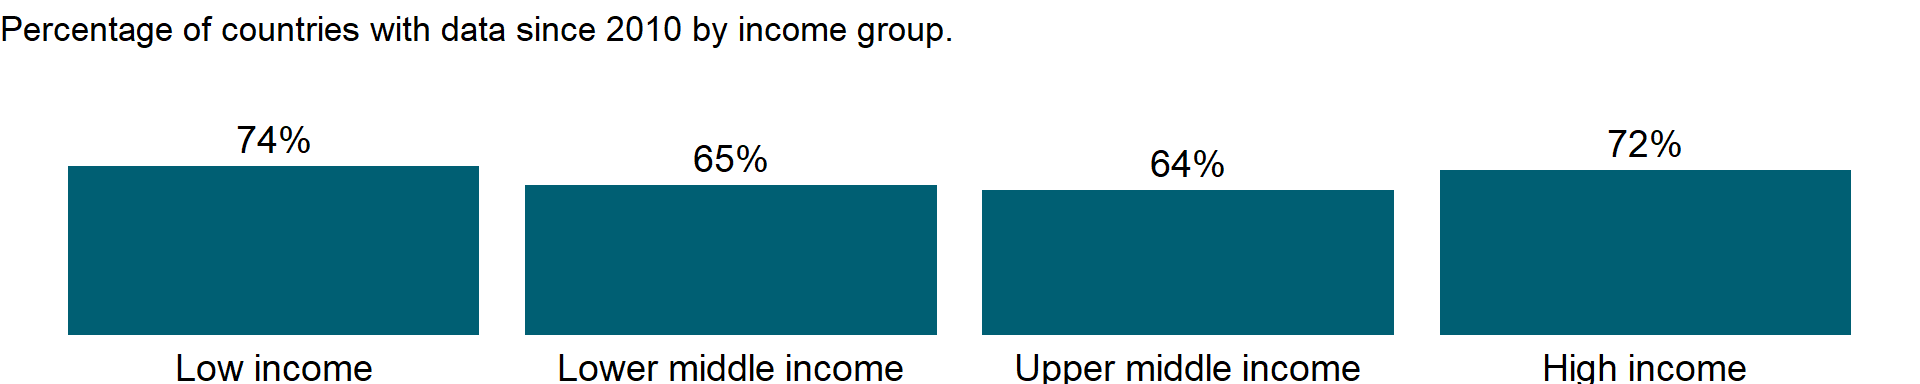 Percentage of countries with data since 2010 by income group.
74%
65%
64%
72%
Low income
Lower middle income
Upper middle income
High income